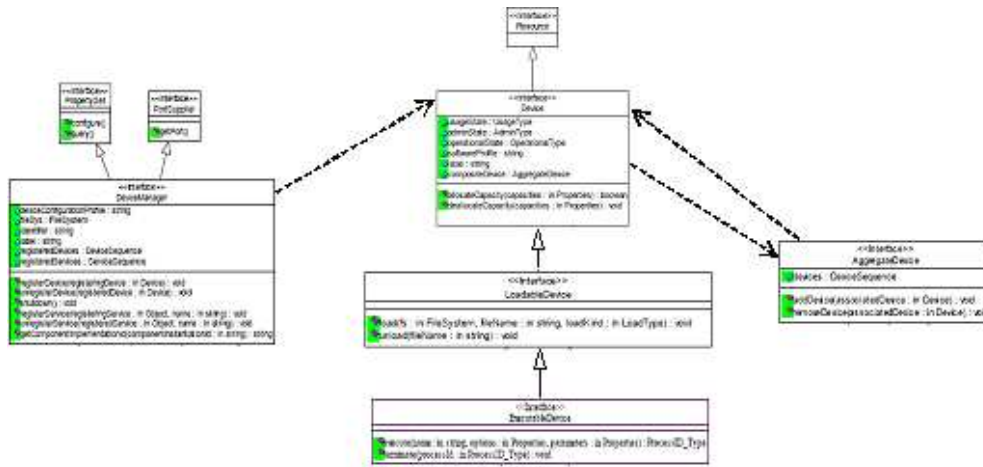 <<Interface>>
Resource
<<Interface>>
PropertySet
configure()
query()
<<Interface>>
PortSupplier
getPort()
<<Interface>>
Device
usageState : UsageType
adminState : AdminType
operationalState : OperationalType
softwareProfile : string
label : string
compositeDevice : AggregateDevice
allocateCapacity(capacities : in Properties) : boolean
deallocateCapacity(capacities : in Properties) : void
<<Interface>>
DeviceManager
deviceConfigurationProfile : string
fileSys : FileSystem
identifier : string
label : string
registeredDevices : DeviceSequence
registeredServices : DeviceSequence
registerDevice(registeringDevice : in Device) : void
unregisterDevice(registeredDevice : in Device) : void
shutdown() : void
registerService(registeringService : in Object, name : in string) : void
unregisterService(registeredService : in Object, name : in string) : void
getComponentImplementationId(componentInstantiationId : in string) : string
<<Interface>>
AggregateDevice
devices : DeviceSequence
addDevice(associatedDevice : in Device) : void
removeDevice(associatedDevice : in Device) : void
<<Interface>>
LoadableDevice
load(fs : in FileSystem, fileName : in string, loadKind : in LoadType) : void
unload(fileName : in string) : void
<<Interface>>
ExecutableDevice
execute(name : in string, options : in Properties, parameters : in Properties) : ProcessID_Type
terminate(processId : in ProcessID_Type) : void